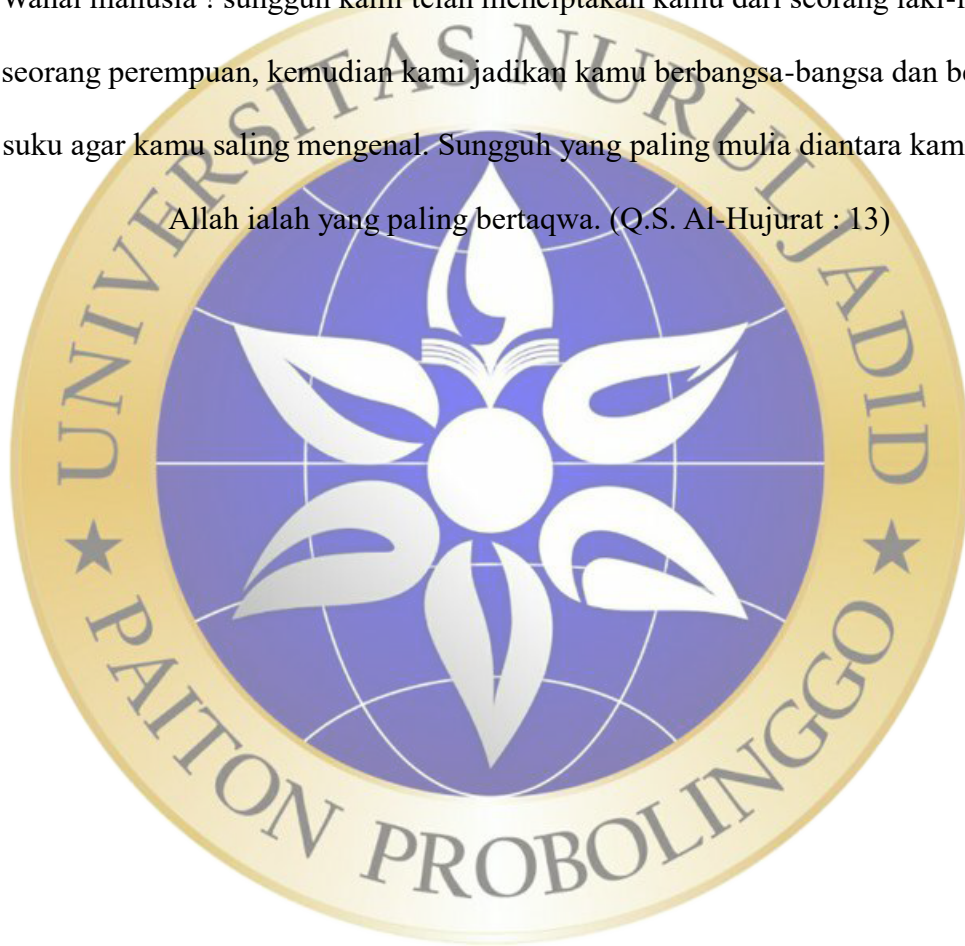 Wahai manusia ! sungguh kami telah menciptakan kamu dari seorang laki-
seorang perempuan, kemudian kami jadikan kamu berbangsa-bangsa dan
suku agar kamu saling mengenal. Sungguh yang paling mulia diantara kam
Allah ialah yang paling bertaqwa. (Q.S. Al-Hujurat : 13)
UNIVERSITAS NURUL JADID
PAITON PROBOLINGGO